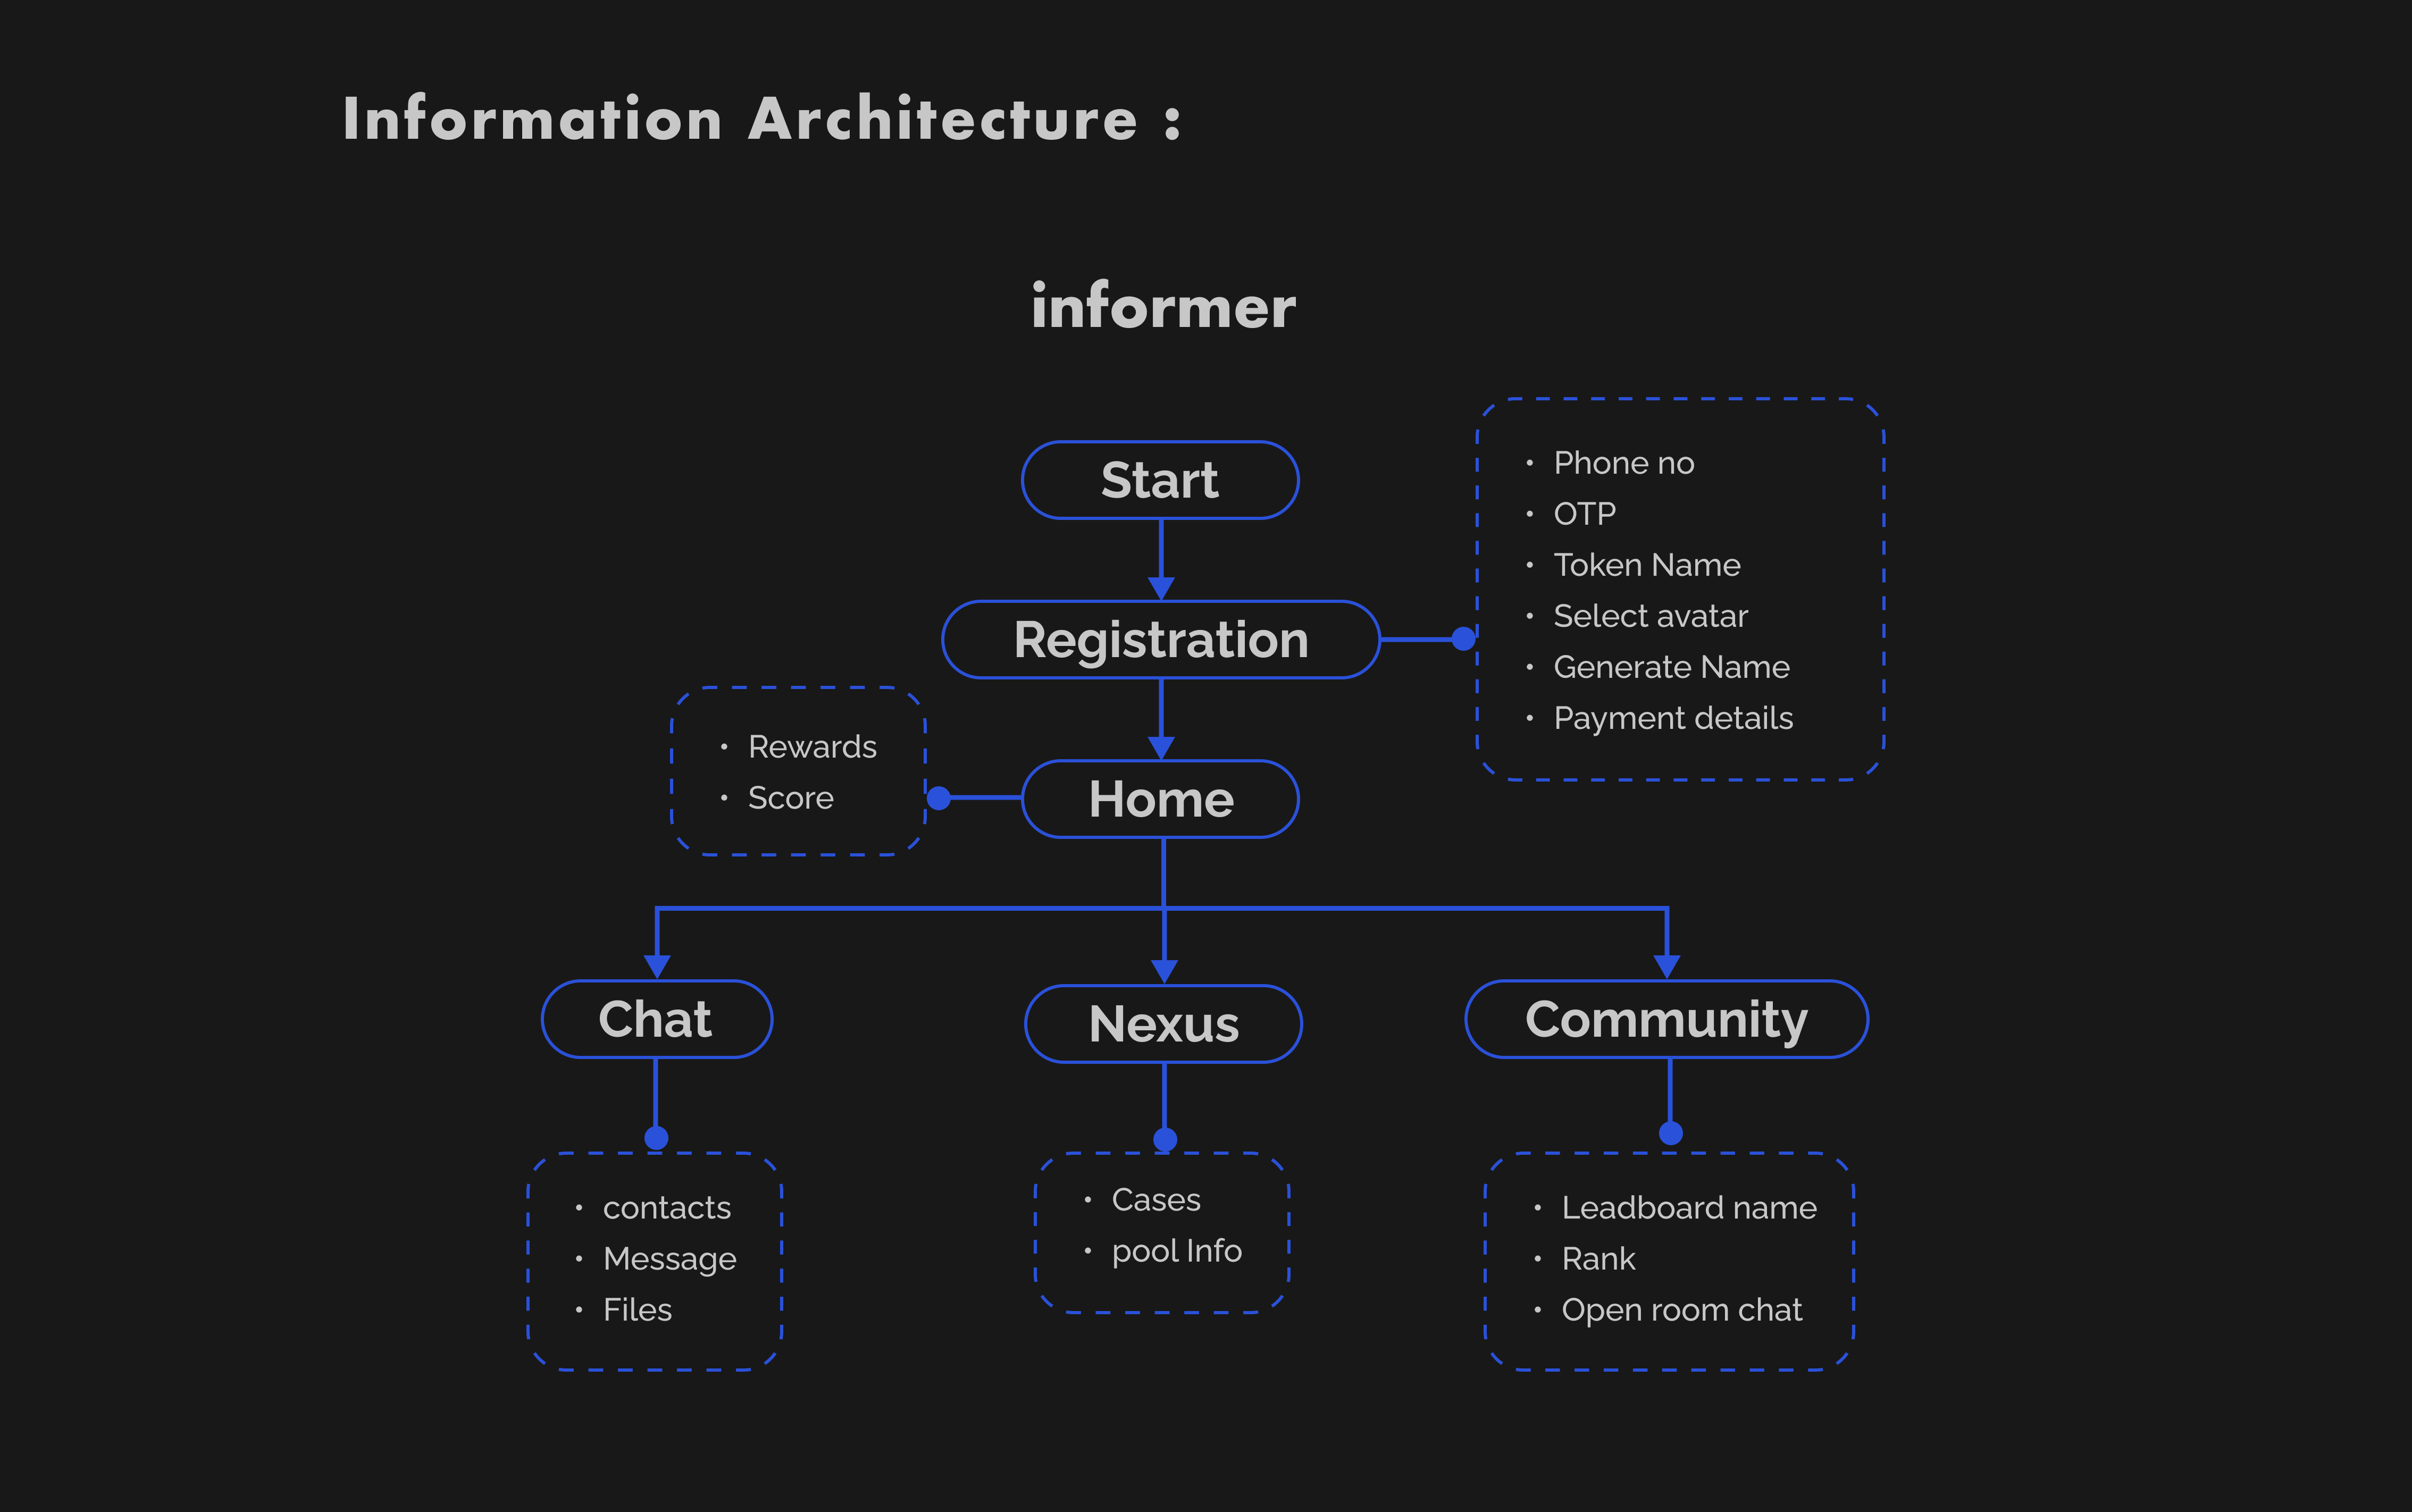 Information Architecture :
informer
Start
Registration
• Phone no
• OTP
• Token Name
• Select avatar
• Generate Name
• Payment details
Home
• Rewards
• Score
Chat
Nexus
Community
• contacts
• Message
• Files
• Cases
• pool Info
• Leadboard name
• Rank
• Open room chat